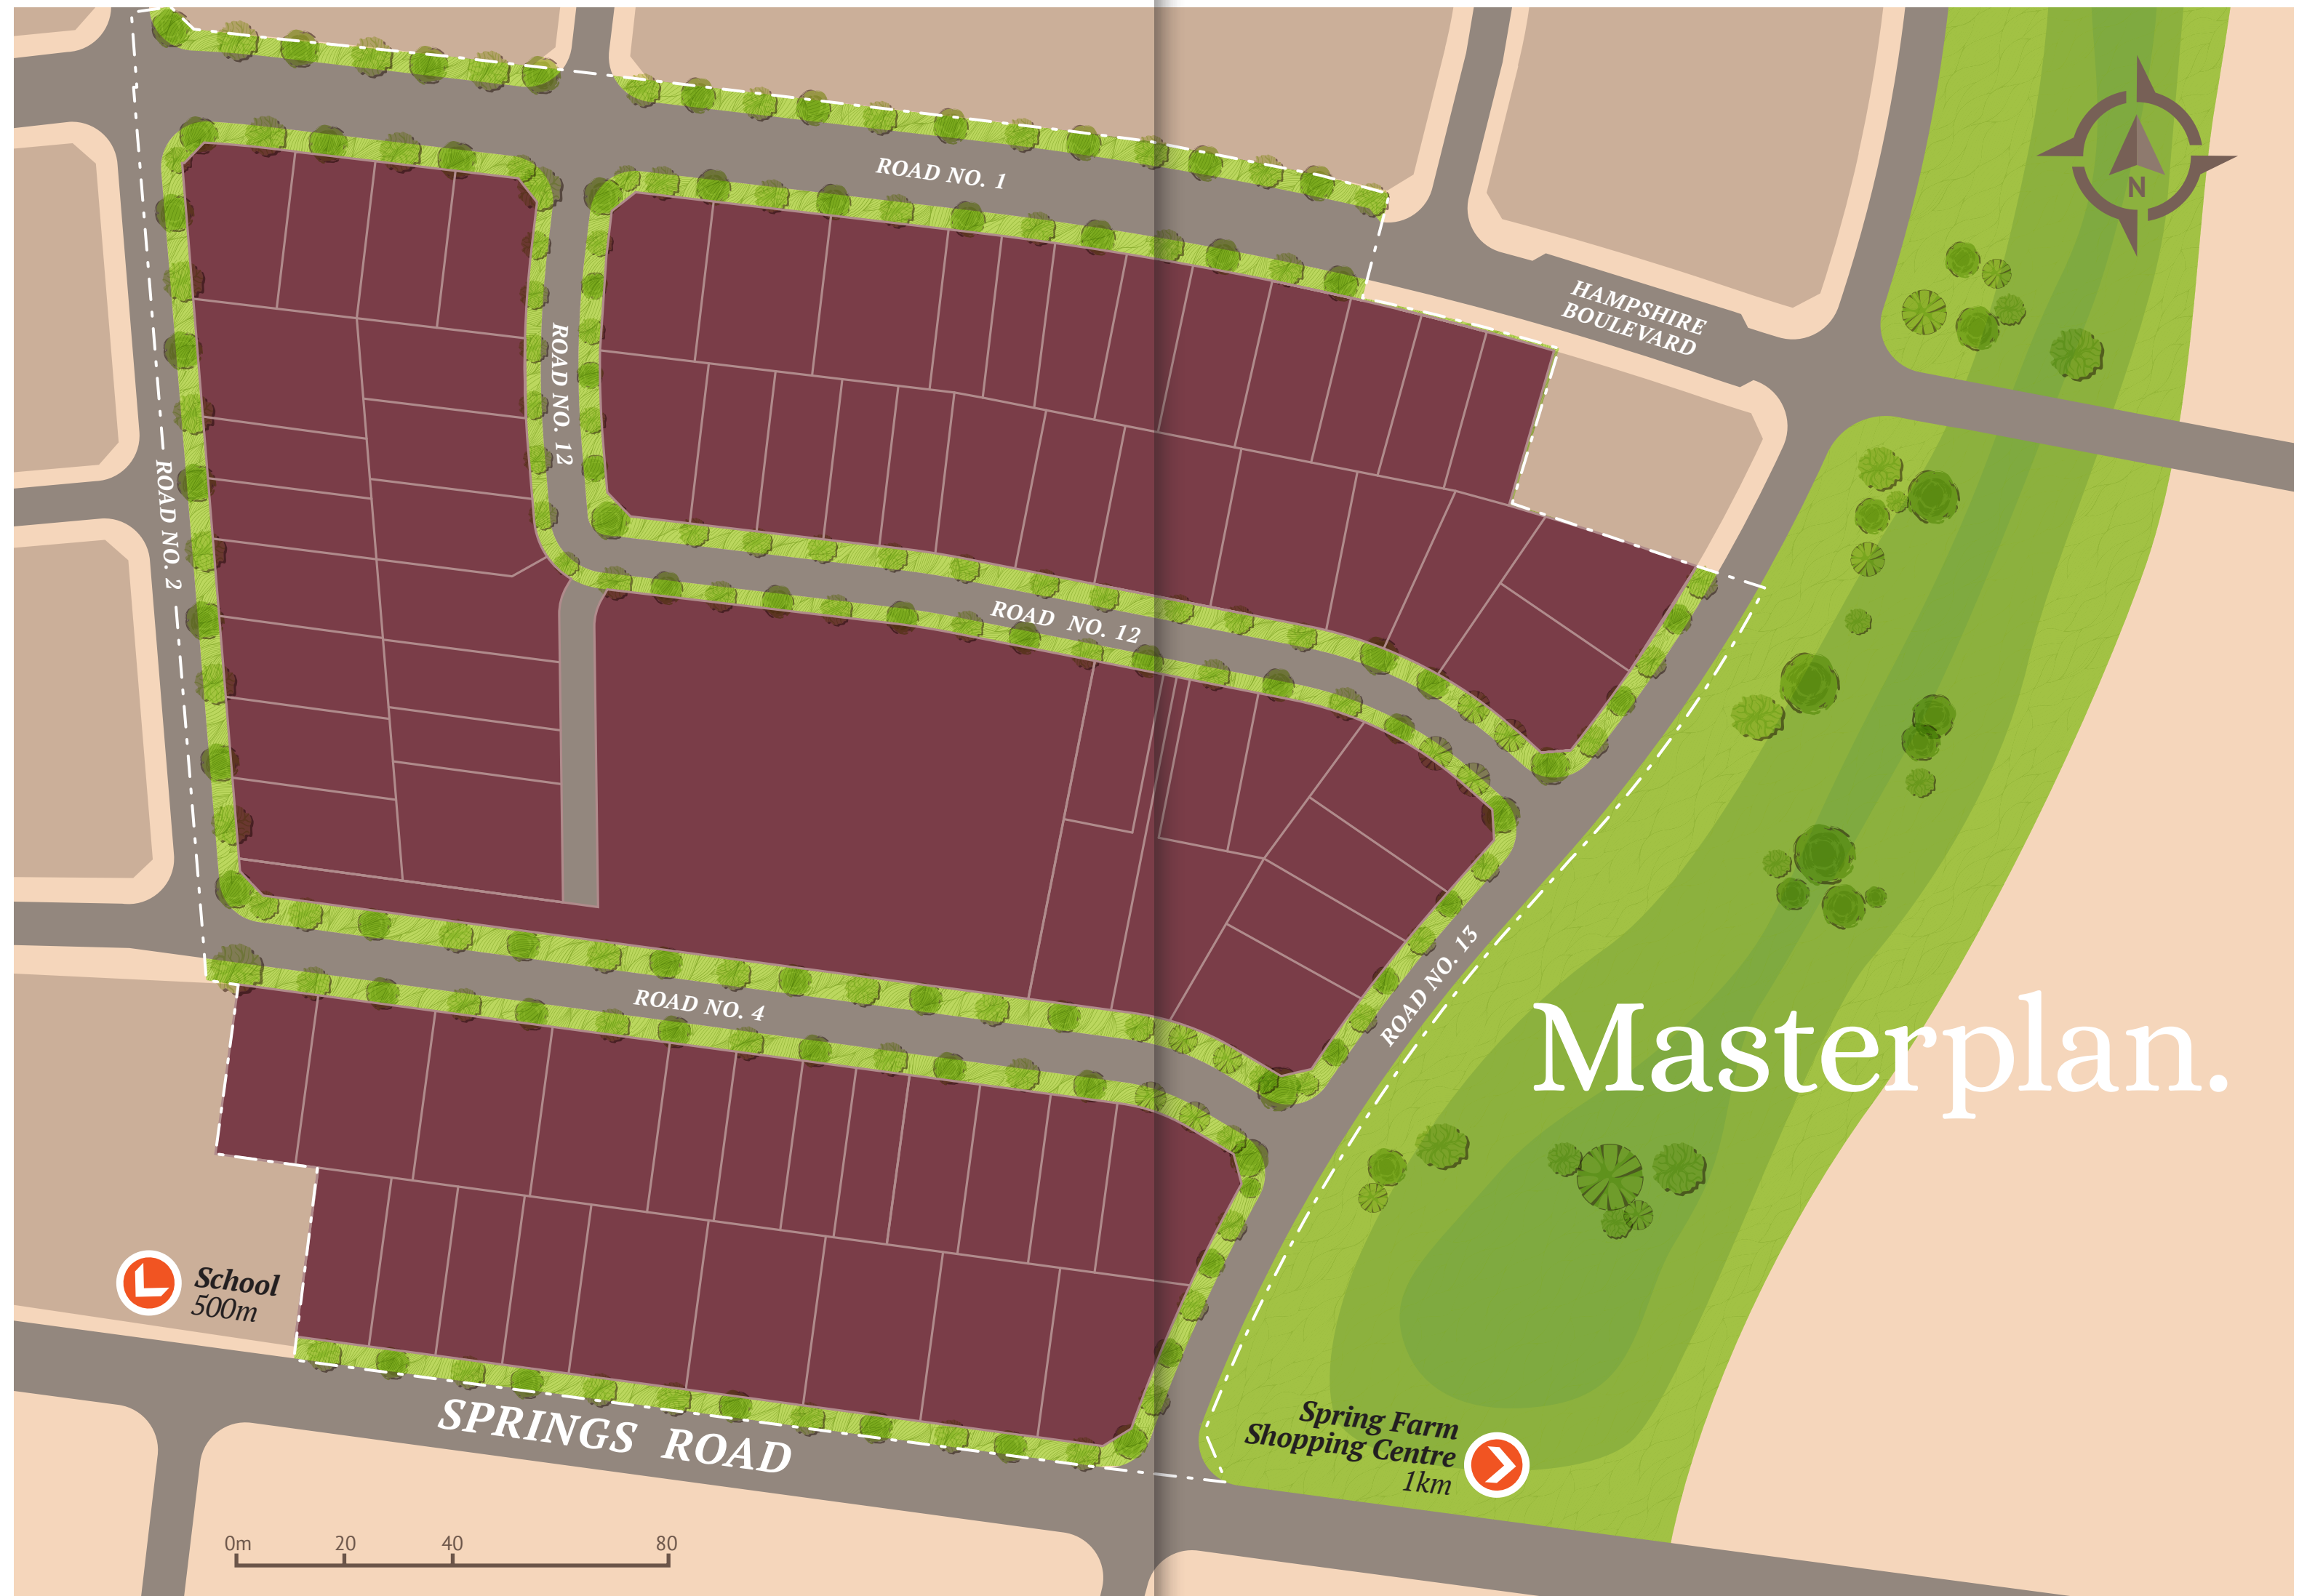 ROAD NO. 1
N
HAMPSHIRE
BOULEVARD
ROAD NO. 12
ROAD NO. 2
ROAD NO. 12
ROAD NO. 13
ROAD NO. 4
Masterplan.
School
500m
SPRINGS ROAD
Spring Farm
Shopping Centre
1km
0m 20 40 80